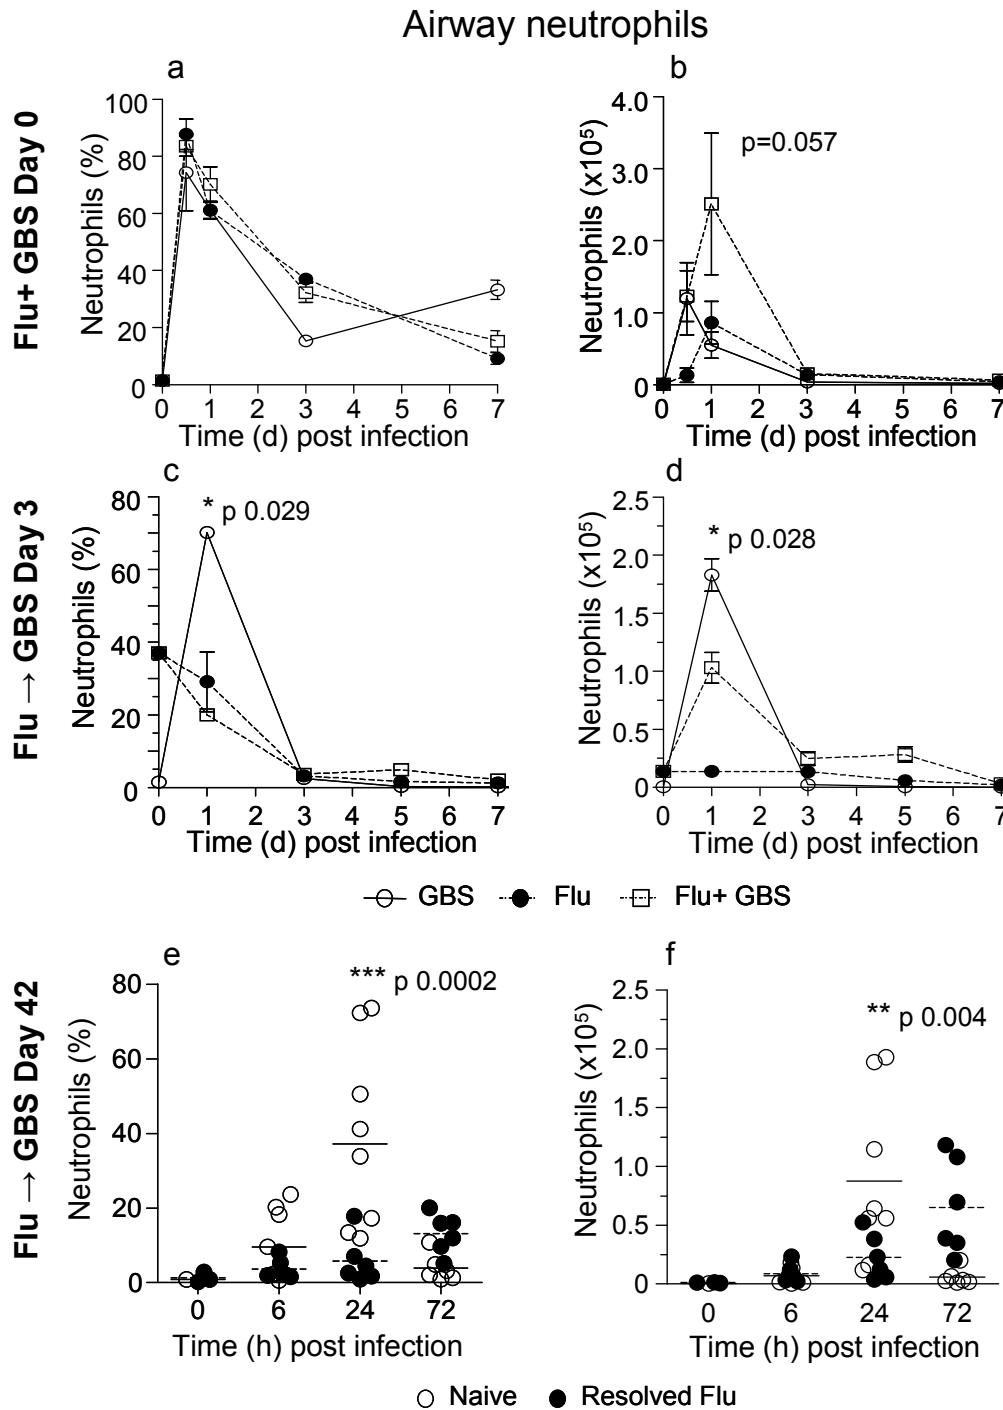 Airway neutrophils
Flu+ GBS Day 0
a
Neutrophils (%)
100
80
60
40
20
0
0 1 2 3 4 5 6 7
Time (d) post infection
b
Neutrophils (x10⁵)
4.0
3.0
2.0
1.0
0
p=0.057
0 1 2 3 4 5 6 7
Time (d) post infection
Flu → GBS Day 3
c
Neutrophils (%)
80
60
40
20
0
* p 0.029
0 1 2 3 4 5 6 7
Time (d) post infection
d
Neutrophils (x10⁵)
2.5
2.0
1.5
1.0
0.5
0
* p 0.028
0 1 2 3 4 5 6 7
Time (d) post infection
GBS Flu Flu+ GBS
Flu → GBS Day 42
e
Neutrophils (%)
80
60
40
20
0
*** p 0.0002
0 6 24 72
Time (h) post infection
f
Neutrophils (x10⁵)
2.5
2.0
1.5
1.0
0.5
0
** p 0.004
0 6 24 72
Time (h) post infection
Naive Resolved Flu